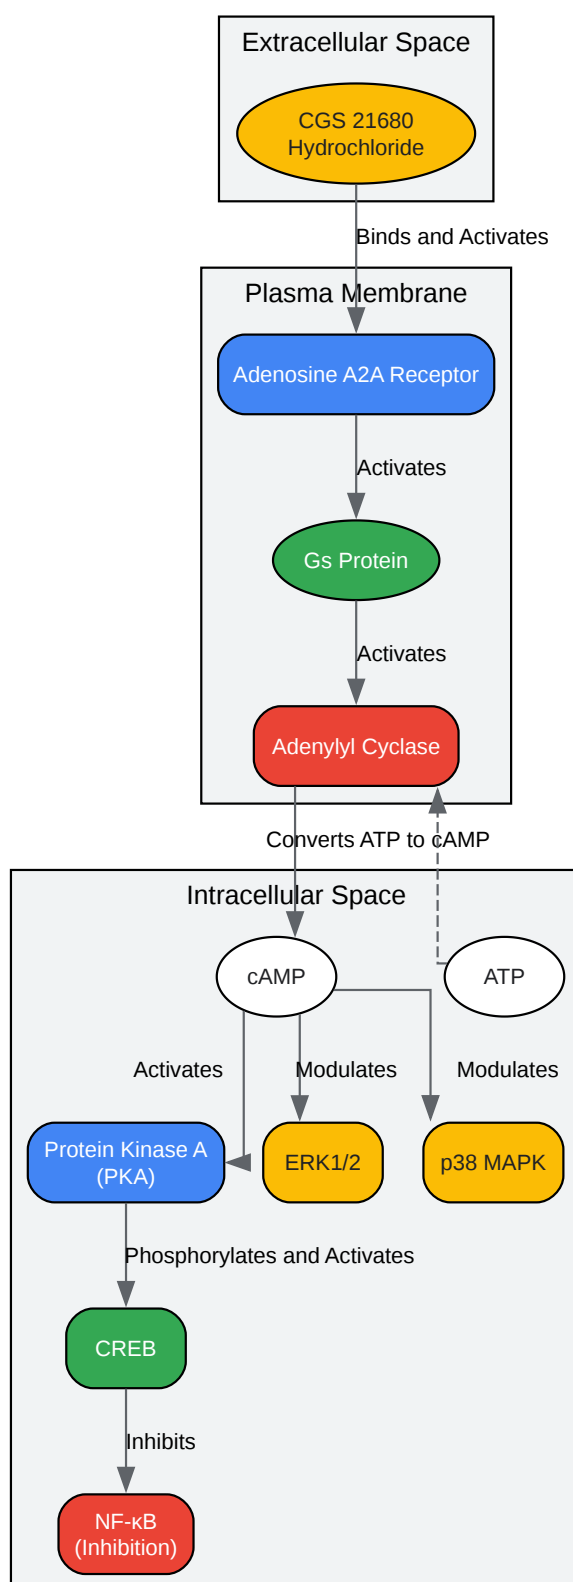 Extracellular Space
CGS 21680
Hydrochloride
Binds and Activates
Plasma Membrane
Adenosine A2A Receptor
Activates
Gs Protein
Activates
Adenylyl Cyclase
Converts ATP to cAMP
Intracellular Space
cAMP
ATP
Activates
Modulates
Modulates
Protein Kinase A
(PKA)
ERK1/2
p38 MAPK
Phosphorylates and Activates
CREB
Inhibits
NF-κB
(Inhibition)